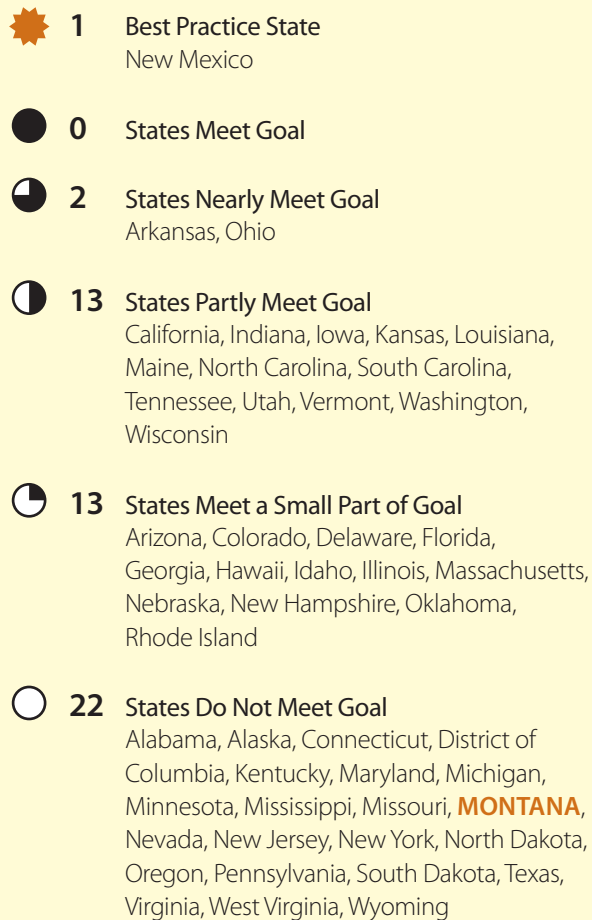 1 Best Practice State
New Mexico
0 States Meet Goal
2 States Nearly Meet Goal
Arkansas, Ohio
13 States Partly Meet Goal
California, Indiana, Iowa, Kansas, Louisiana,
Maine, North Carolina, South Carolina,
Tennessee, Utah, Vermont, Washington,
Wisconsin
13 States Meet a Small Part of Goal
Arizona, Colorado, Delaware, Florida,
Georgia, Hawaii, Idaho, Illinois, Massachusetts,
Nebraska, New Hampshire, Oklahoma,
Rhode Island
22 States Do Not Meet Goal
Alabama, Alaska, Connecticut, District of
Columbia, Kentucky, Maryland, Michigan,
Minnesota, Mississippi, Missouri, MONTANA,
Nevada, New Jersey, New York, North Dakota,
Oregon, Pennsylvania, South Dakota, Texas,
Virginia, West Virginia, Wyoming